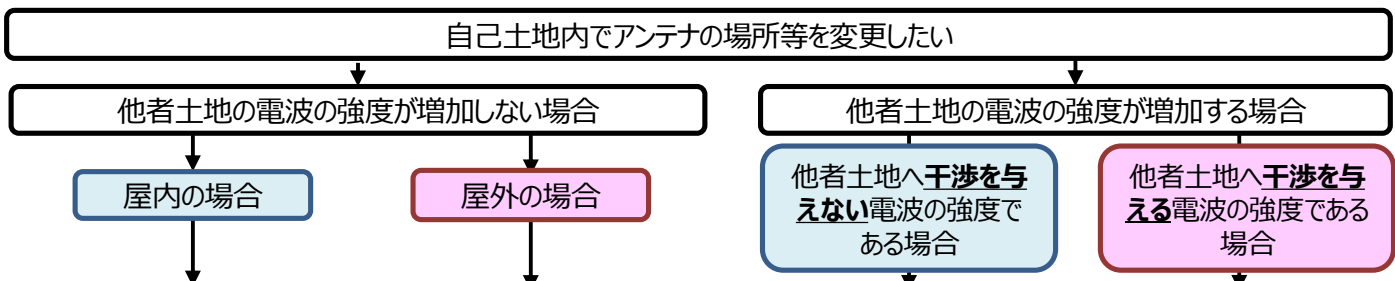 自己土地内でアンテナの場所等を変更したい
他者土地の電波の強度が増加しない場合
他者土地の電波の強度が増加する場合
屋内の場合
屋外の場合
他者土地へ干渉を与
えない電波の強度で
ある場合
他者土地へ干渉を与
える電波の強度である
場合